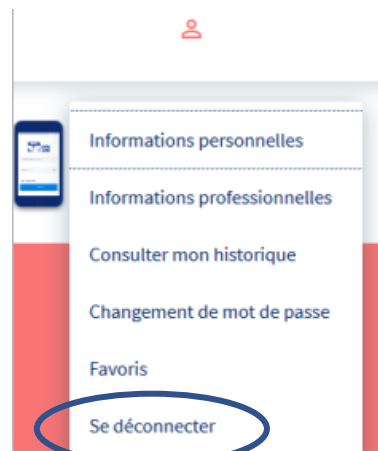 Informations personnelles
Informations professionnelles
Consulter mon historique
Changement de mot de passe
Favoris
Se déconnecter